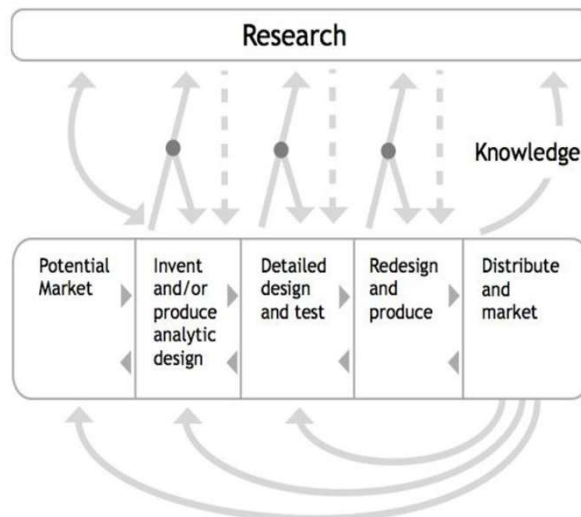 Research
Knowledge
Potential
Market
Invent
and/or
produce
analytic
design
Detailed
design
and test
Redesign
and
produce
Distribute
and
market